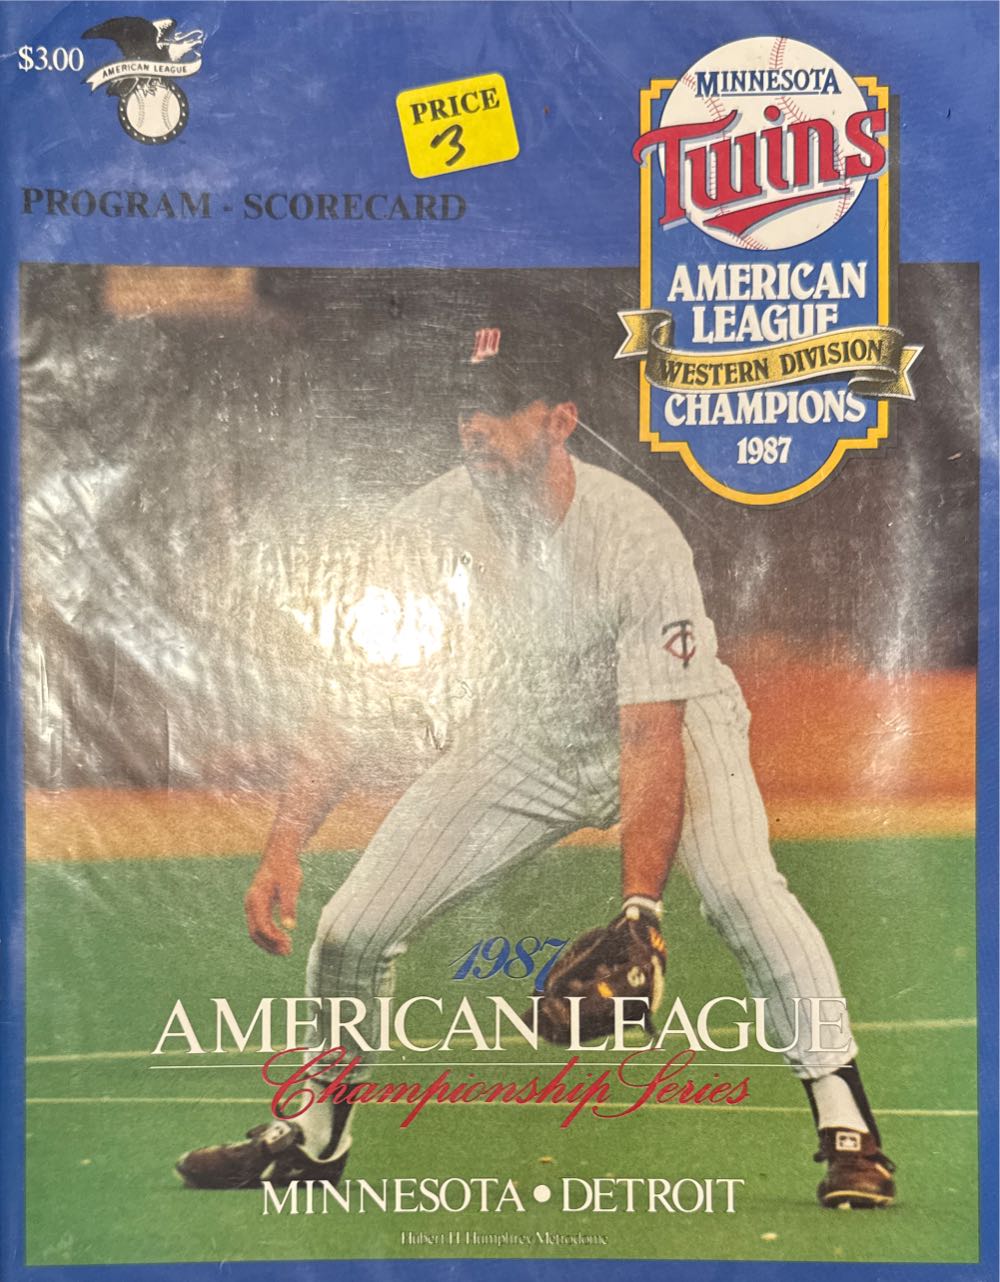 $3.00
AMERICAN LEAGUE
PRICE
3
PROGRAM - SCORECARD
MINNESOTA
Twins
AMERICAN
LEAGUE
WESTERN DIVISION
CHAMPIONS
1987
m
TC
1987
AMERICAN LEAGUE
Championship Series
MINNESOTA • DETROIT
Hubert H. Humphrey Metrodome